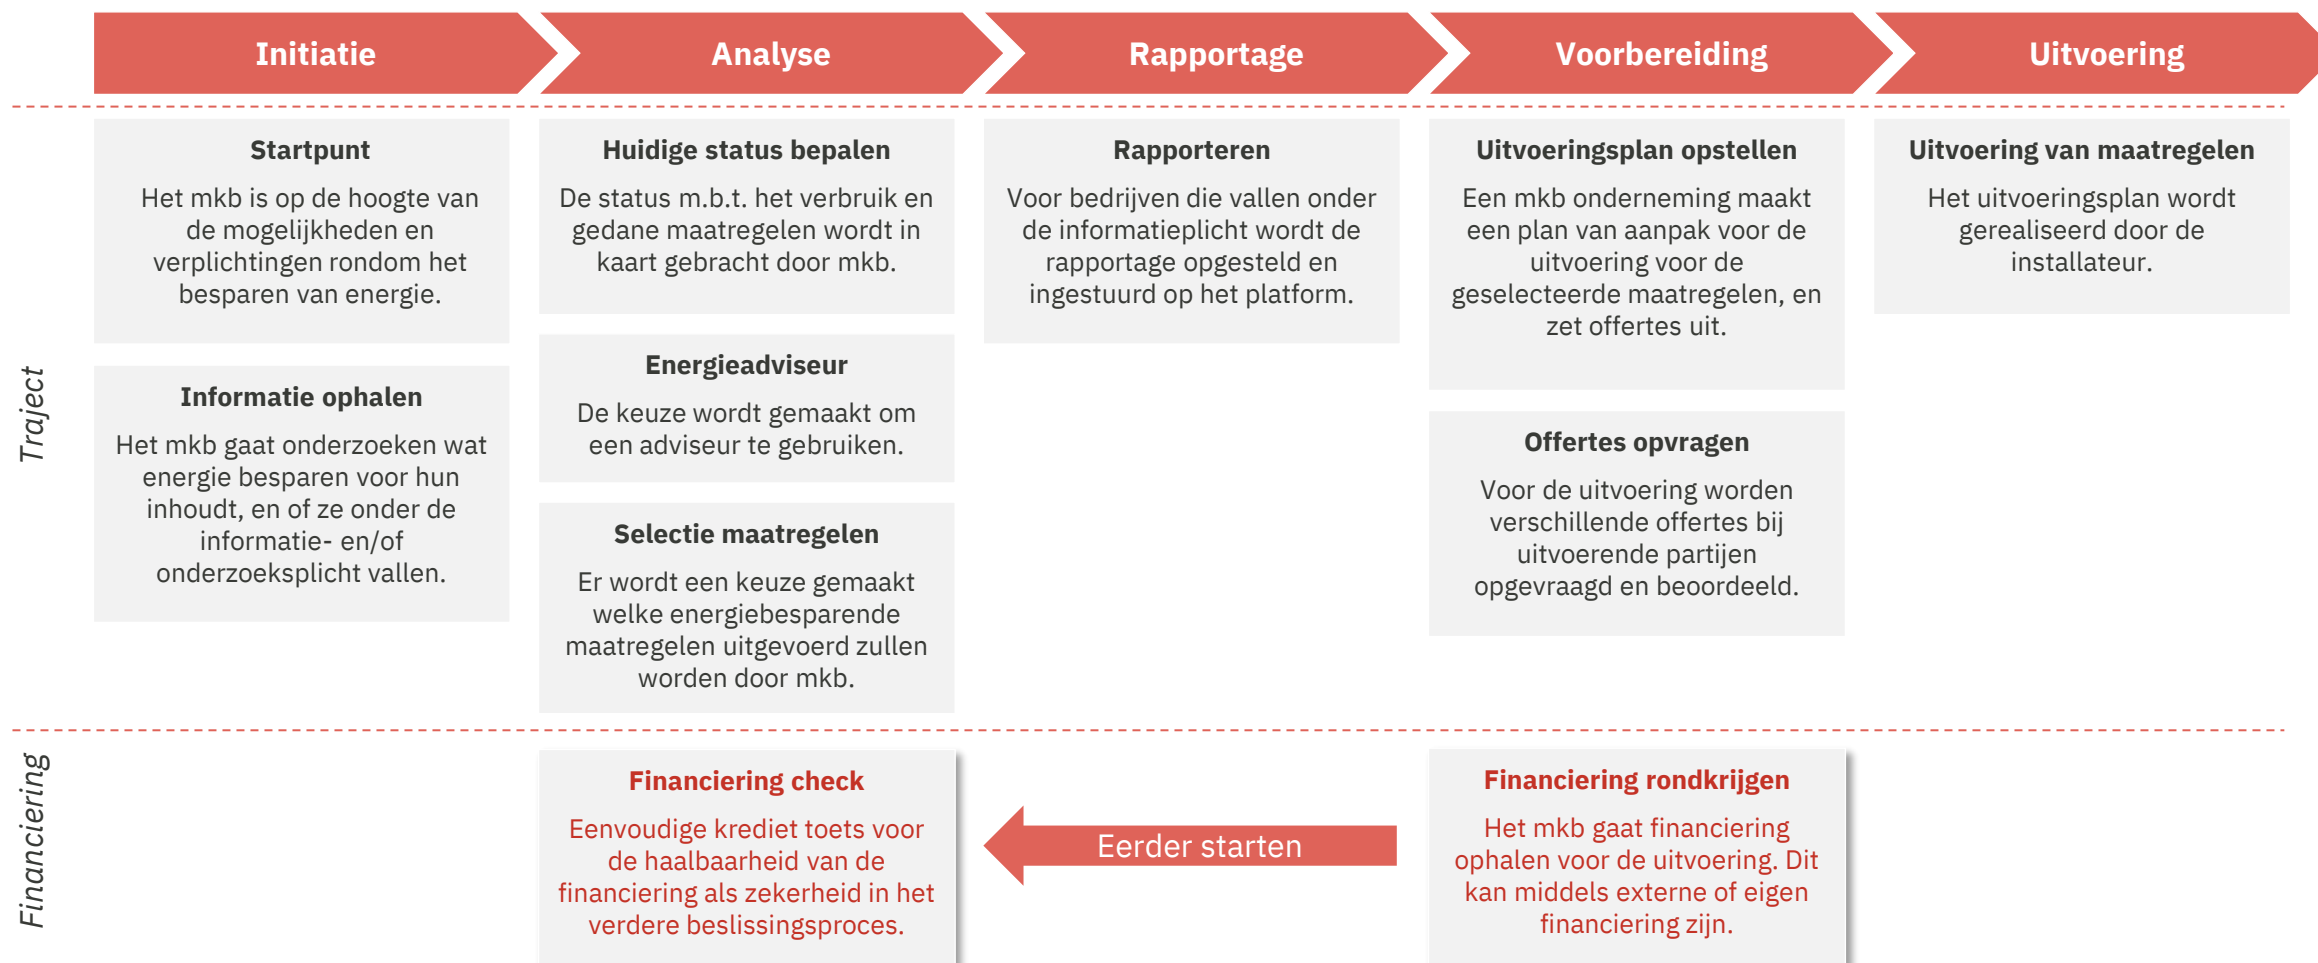 Initiatie
Analyse
Rapportage
Voorbereiding
Uitvoering
Traject
Startpunt
Het mkb is op de hoogte van
de mogelijkheden en
verplichtingen rondom het
besparen van energie.
Informatie ophalen
Het mkb gaat onderzoeken wat
energie besparen voor hun
inhoudt, en of ze onder de
informatie- en/of
onderzoeksplicht vallen.
Huidige status bepalen
De status m.b.t. het verbruik en
gedane maatregelen wordt in
kaart gebracht door mkb.
Energieadviseur
De keuze wordt gemaakt om
een adviseur te gebruiken.
Selectie maatregelen
Er wordt een keuze gemaakt
welke energiebesparende
maatregelen uitgevoerd zullen
worden door mkb.
Rapporteren
Voor bedrijven die vallen onder
de informatieplicht wordt de
rapportage opgesteld en
ingestuurd op het platform.
Uitvoeringsplan opstellen
Een mkb onderneming maakt
een plan van aanpak voor de
uitvoering voor de
geselecteerde maatregelen, en
zet offertes uit.
Offertes opvragen
Voor de uitvoering worden
verschillende offertes bij
uitvoerende partijen
opgevraagd en beoordeeld.
Uitvoering van maatregelen
Het uitvoeringsplan wordt
gerealiseerd door de
installateur.
Financiering
Financiering check
Eenvoudige krediet toets voor
de haalbaarheid van de
financiering als zekerheid in het
verdere beslissingsproces.
Eerder starten
Financiering rondkrijgen
Het mkb gaat financiering
ophalen voor de uitvoering. Dit
kan middels externe of eigen
financiering zijn.